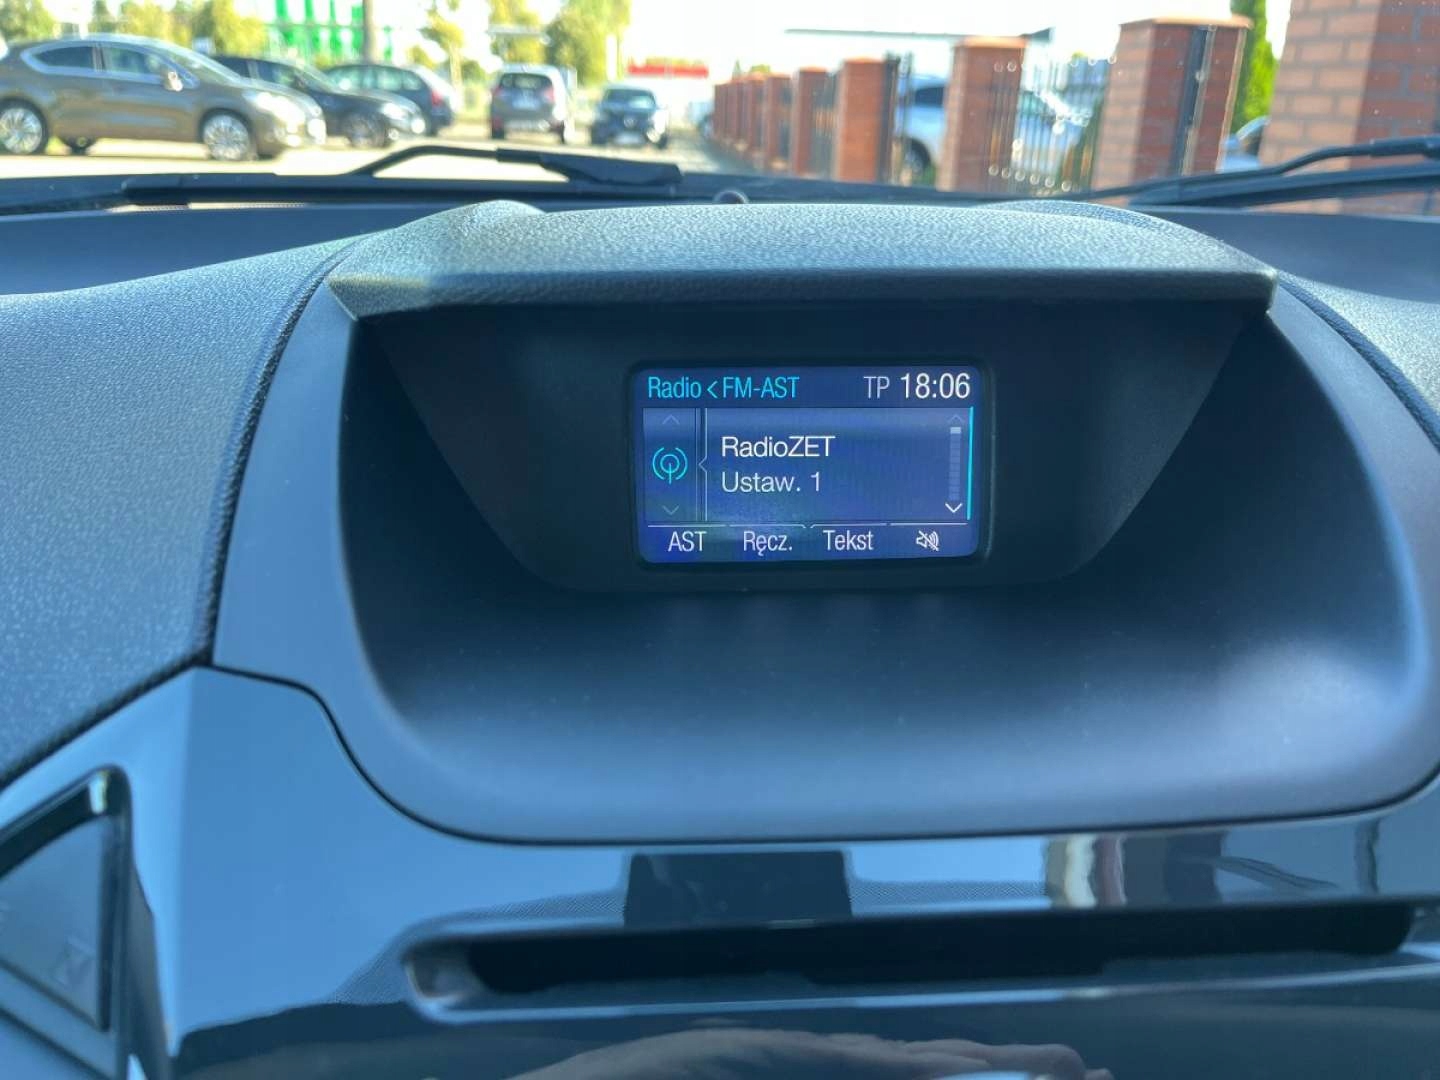 Radio < FM-AST TP 18:06
RadioZET
Ustaw. 1
AST Ręcz. Tekst